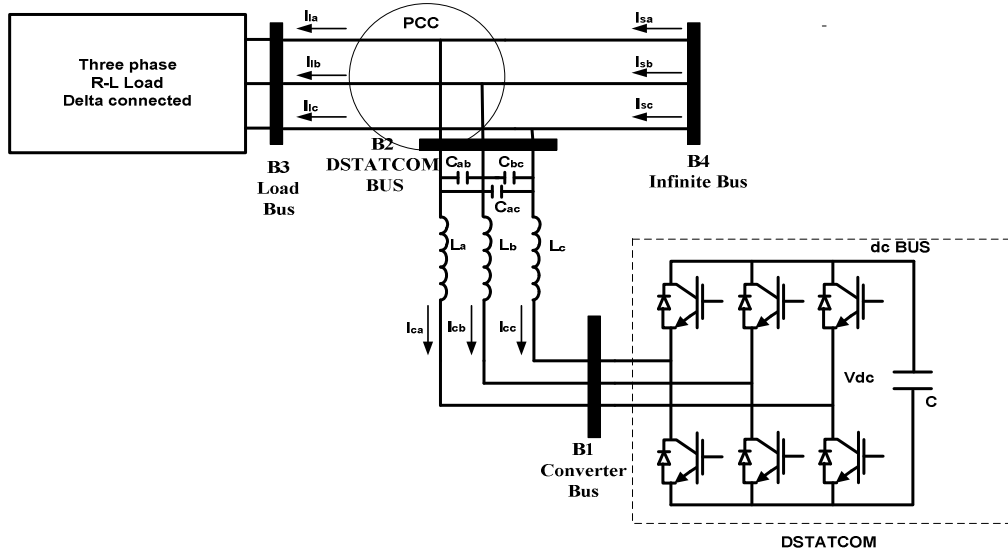 Three phase
R-L Load
Delta connected
Ila
Ilb
Ilc
PCC
Isa
Isb
Isc
B3
Load
Bus
B2
DSTATCOM
BUS
B4
Infinite Bus
Cab
Cbc
Cac
La
Lb
Lc
Ica
Icb
Icc
B1
Converter
Bus
dc BUS
Vdc
C
DSTATCOM